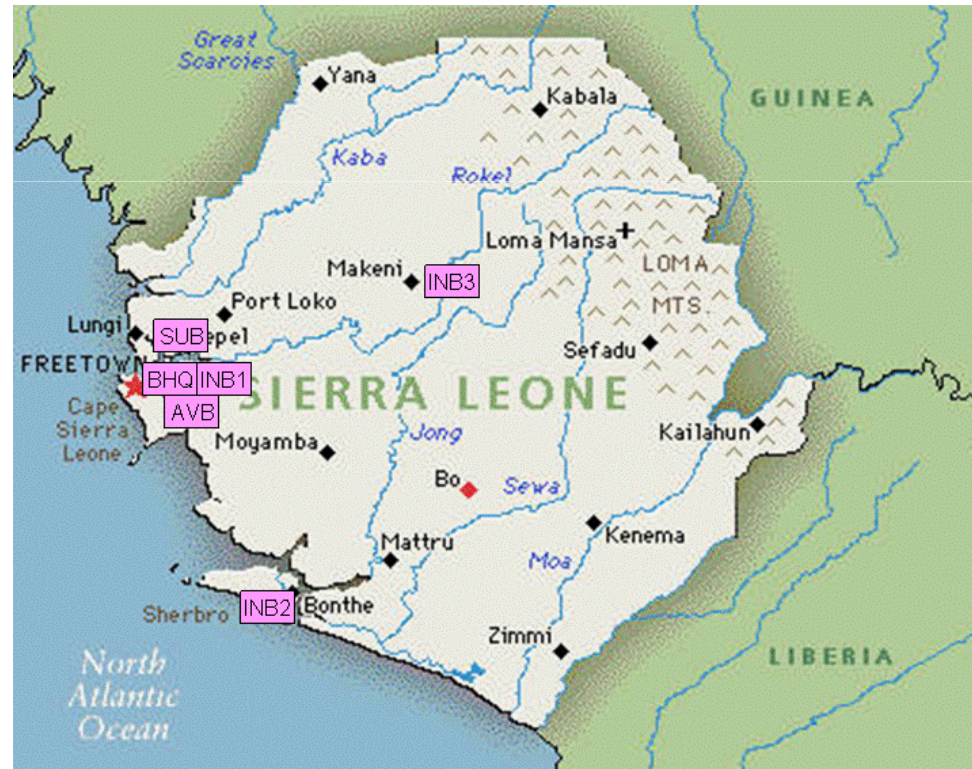 Great
Scarcies
Yana
Kabala
GUINEA
Kaba
Rokel
Loma Mansa
LOMA
MTS.
Makeni
INB3
Port Loko
Lungi
SUB
epel
Sefadu
FREETOWN
BHQ
INB1
SIERRA LEONE
AVB
Cape
Sierra
Leone
Moyamba
Jong
Kailahun
Bo
Sewa
Kenema
Mattru
Moa
Sherbro
INB2
Bonthe
Zimmi
LIBERIA
North
Atlantic
Ocean